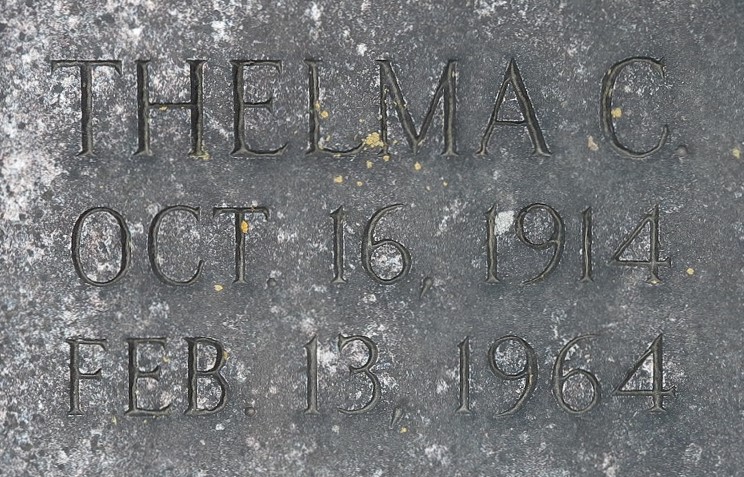 THELMA C.
OCT. 16, 1914
FEB. 13, 1964